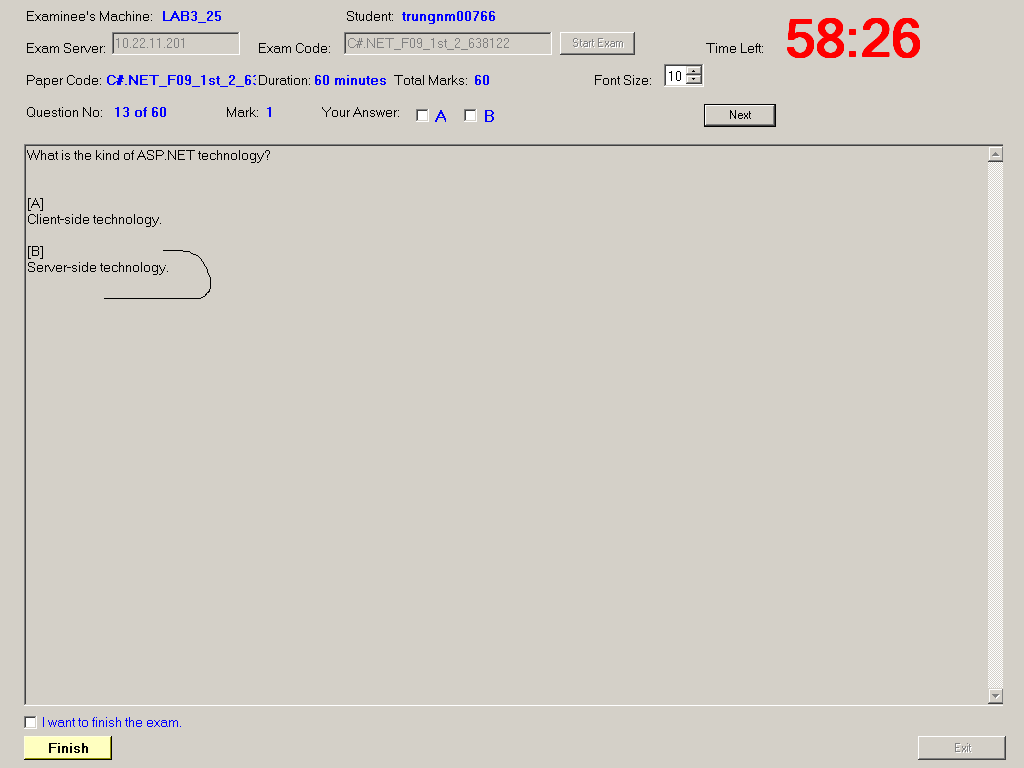 Examinee's Machine: LAB3_25 Student: trungnm00766
Exam Server: 10.22.11.201 Exam Code: C#.NET_F09_1st_2_638122 Start Exam Time Left: 58:26
Paper Code: C#.NET_F09_1st_2_63 Duration: 60 minutes Total Marks: 60 Font Size: 10
Question No: 13 of 60 Mark: 1 Your Answer: A B Next
What is the kind of ASP.NET technology?
[A]
Client-side technology.
[B]
Server-side technology.
I want to finish the exam.
Finish Exit